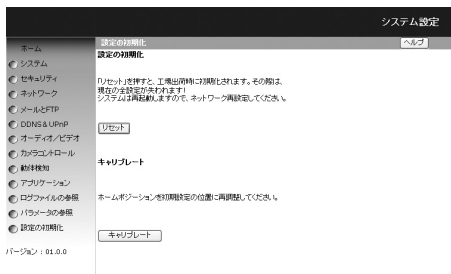 システム設定
ホーム
システム
セキュリティ
ネットワーク
メールとFTP
DDNS & UPnP
オーディオ/ビデオ
カメラコントロール
動体検知
アプリケーション
ログファイルの参照
パラメータの参照
設定の初期化
バージョン : 01.0.0
設定の初期化
ヘルプ
設定の初期化
「リセット」を押すと、工場出荷時に初期化されます。その際は、
現在の全設定が失われます!
システムは再起動しますので、ネットワーク再設定してください。
リセット
キャリブレート
ホームポジションを初期設定の位置に再調整してください。
キャリブレート